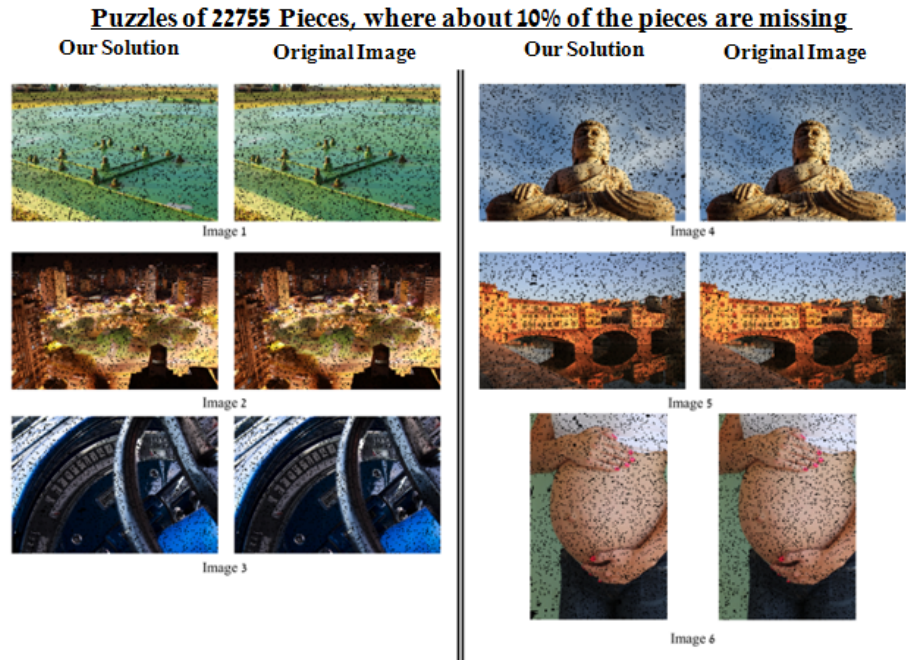 Puzzles of 22755 Pieces, where about 10% of the pieces are missing
Our Solution
Original Image
Image 1
Image 2
Image 3
Our Solution
Original Image
Image 4
Image 5
Image 6